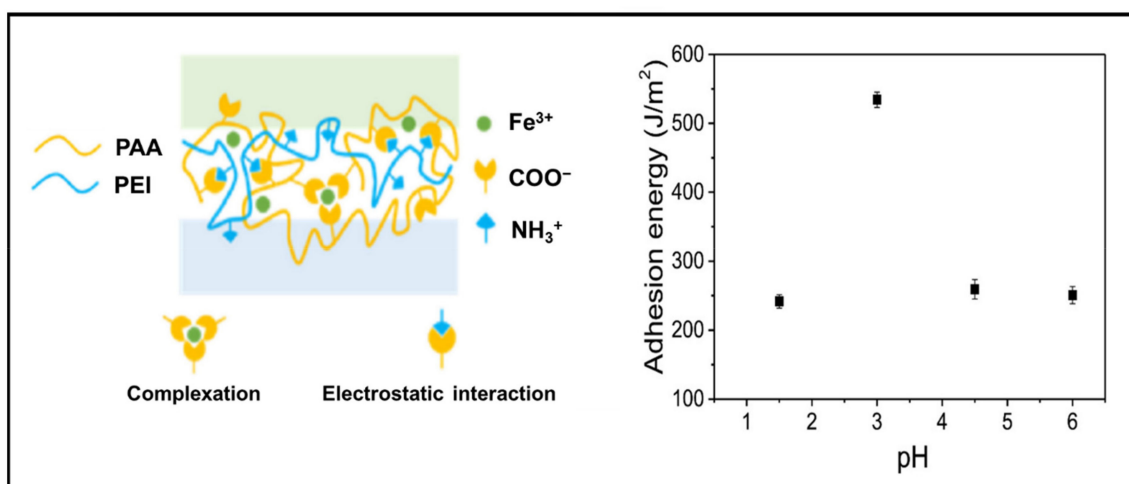 PAA
PEI
Fe³⁺
COO⁻
NH₃⁺
Complexation
Electrostatic interaction
Adhesion energy (J/m²)
600
500
400
300
200
100
1 2 3 4 5 6
pH